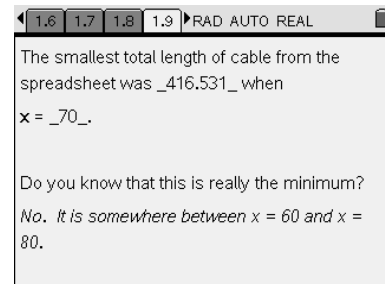 1.6 1.7 1.8 1.9 RAD AUTO REAL
The smallest total length of cable from the
spreadsheet was _416.531_ when
x = _70_.
Do you know that this is really the minimum?
No. It is somewhere between x = 60 and x =
80.